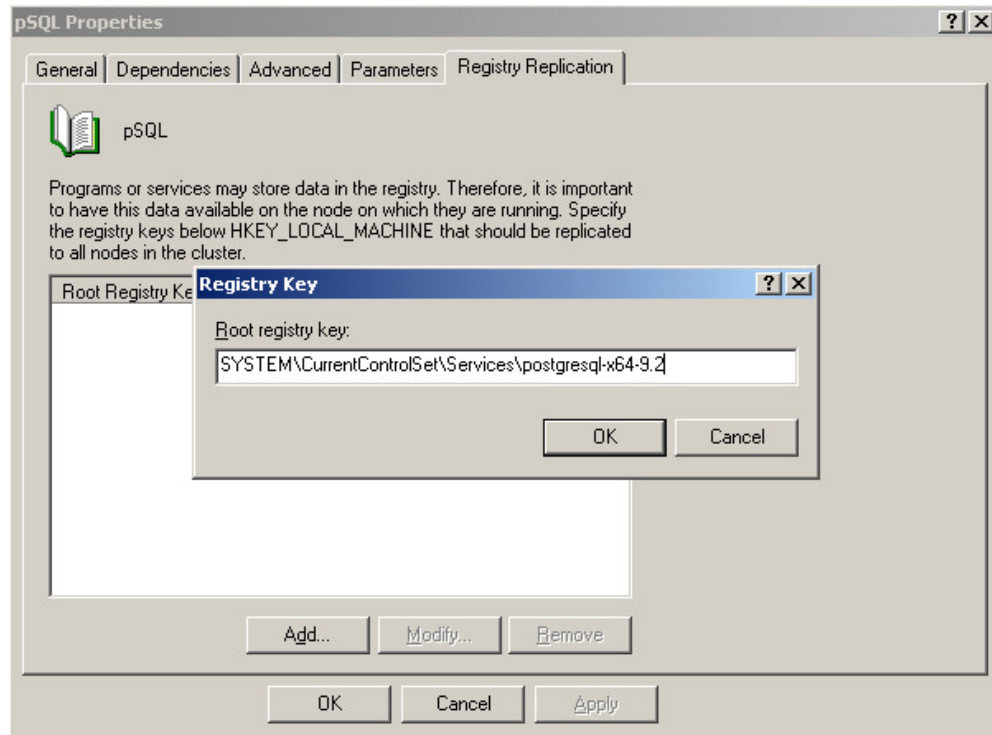 pSQL Properties
General Dependencies Advanced Parameters Registry Replication
pSQL
Programs or services may store data in the registry. Therefore, it is important
to have this data available on the node on which they are running. Specify
the registry keys below HKEY_LOCAL_MACHINE that should be replicated
to all nodes in the cluster.
Root Registry Ke
Registry Key
Root registry key:
SYSTEM\CurrentControlSet\Services\postgresql-x64-9.2
OK Cancel
Add... Modify... Remove
OK Cancel Apply